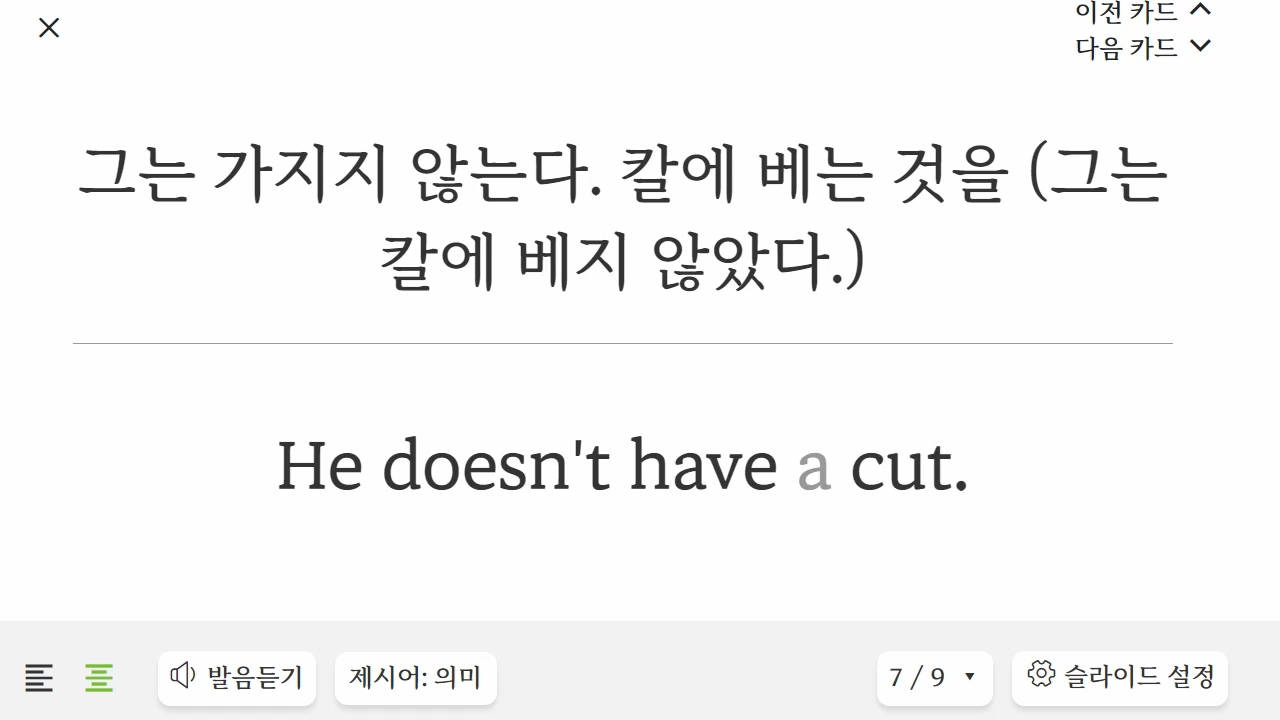 이전 카드
다음 카드
그는 가지지 않는다. 칼에 베는 것을 (그는
칼에 베지 않았다.)
He doesn't have a cut.
발음듣기
제시어: 의미
7 / 9
슬라이드 설정